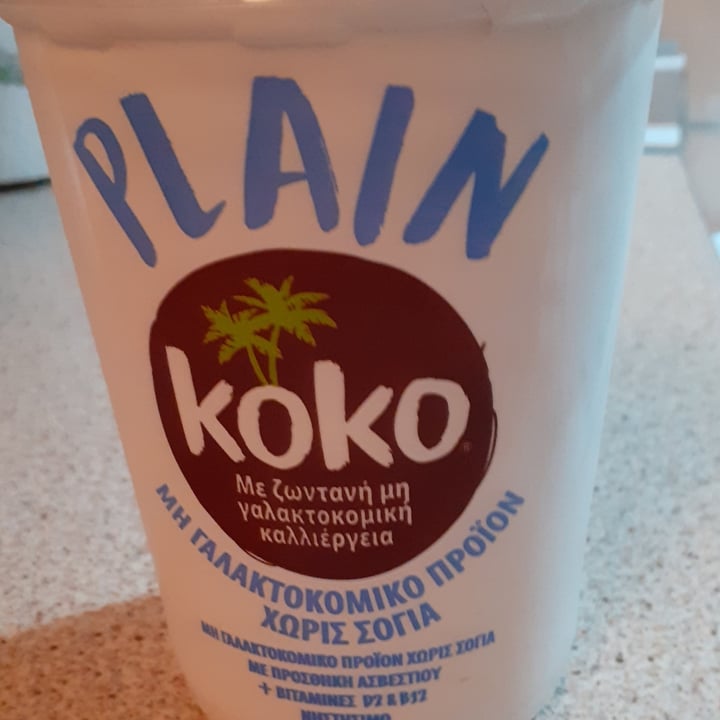 PLAIN
koko®
Με ζωντανή μη
γαλακτοκομική
καλλιέργεια
ΜΗ ΓΑΛΑΚΤΟΚΟΜΙΚΟ ΠΡΟΪΟΝ
ΧΩΡΙΣ ΣΟΓΙΑ
ΜΗ ΓΑΛΑΚΤΟΚΟΜΙΚΟ ΠΡΟΪΟΝ ΧΩΡΙΣ ΣΟΓΙΑ
ΜΕ ΠΡΟΣΘΗΚΗ ΑΣΒΕΣΤΙΟΥ
+ ΒΙΤΑΜΙΝΕΣ D2 & B12
ΝΗΣΤΙΣΙΜΟ